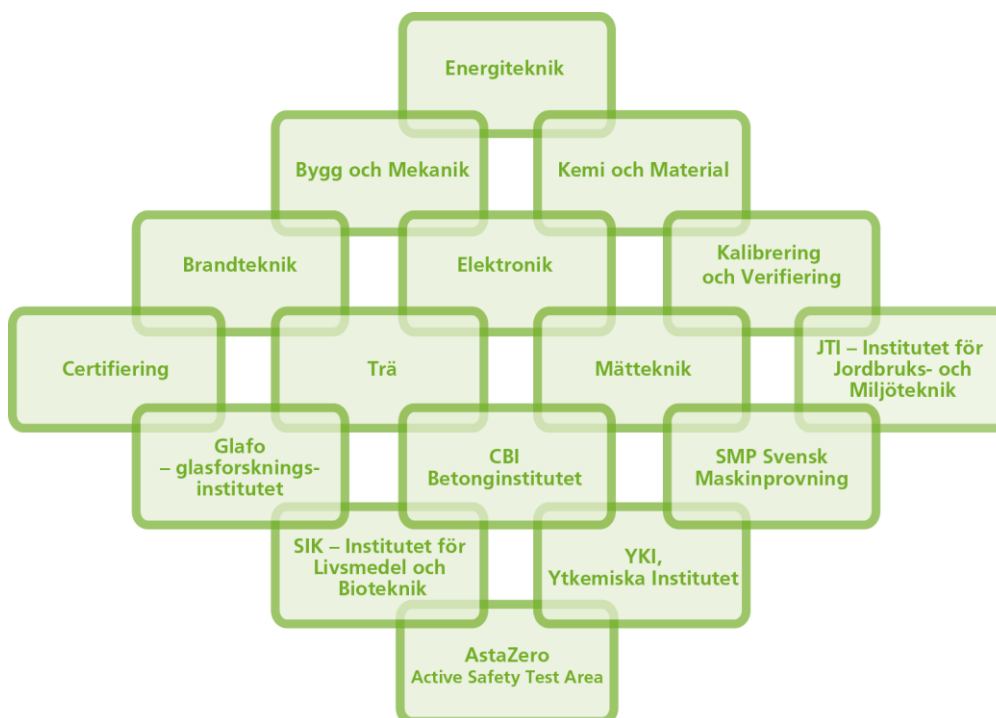 Energiteknik
Bygg och Mekanik
Kemi och Material
Brandteknik
Elektronik
Kalibrering
och Verifiering
Certifiering
Trä
Mätteknik
JTI – Institutet för
Jordbruks- och
Miljöteknik
Glafo
– glasforsknings-
institutet
CBI
Betonginstitutet
SMP Svensk
Maskinprovning
SIK – Institutet för
Livsmedel och
Bioteknik
YKI,
Ytkemiska Institutet
AstaZero
Active Safety Test Area